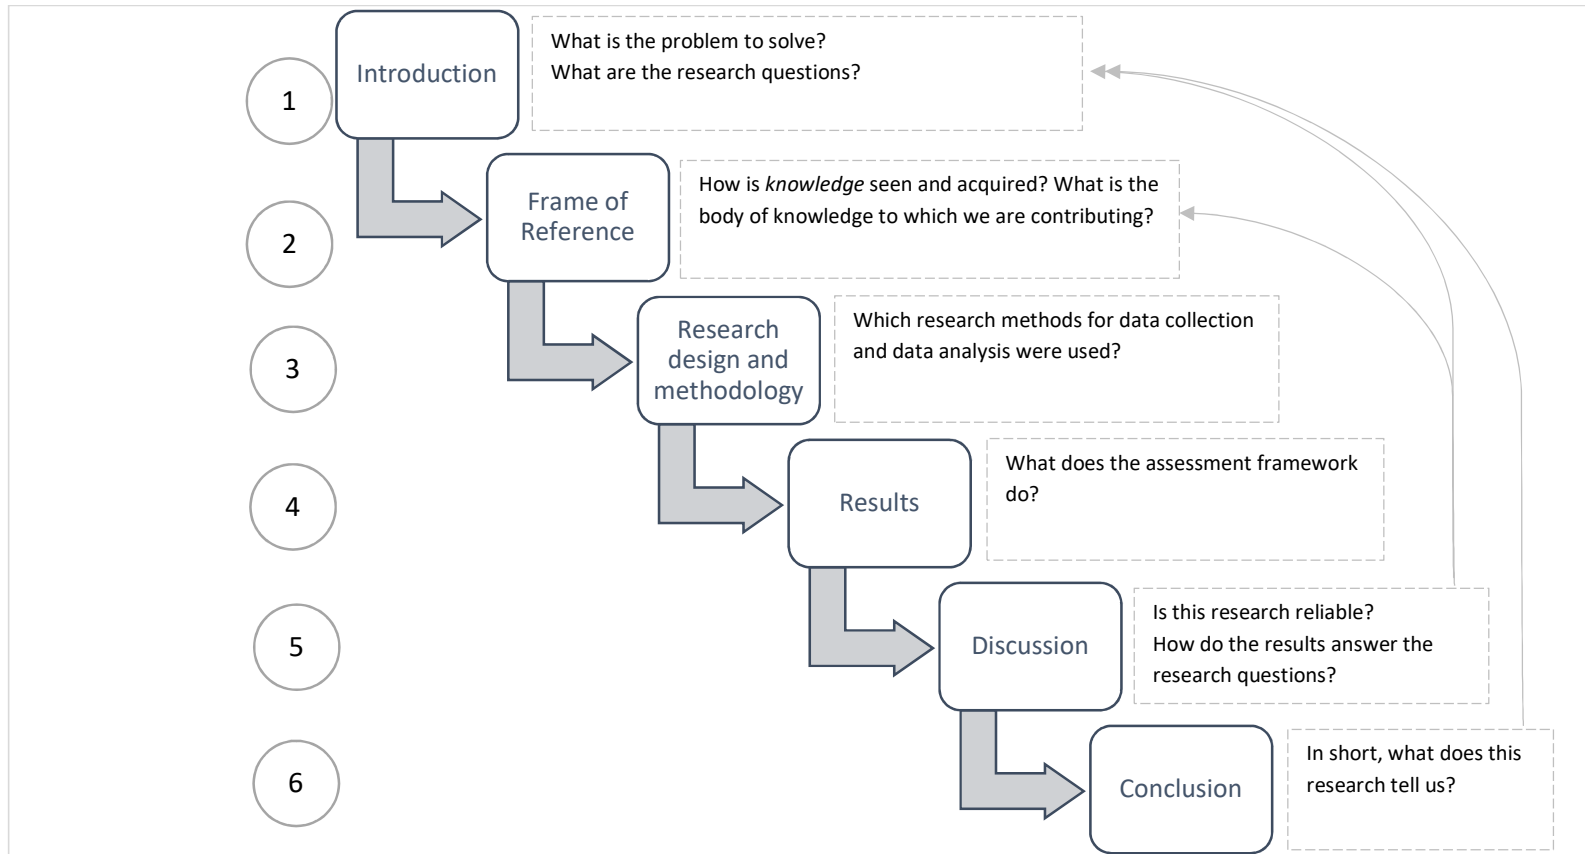 1
Introduction
What is the problem to solve?
What are the research questions?
2
Frame of
Reference
How is knowledge seen and acquired? What is the
body of knowledge to which we are contributing?
3
Research
design and
methodology
Which research methods for data collection
and data analysis were used?
4
Results
What does the assessment framework
do?
5
Discussion
Is this research reliable?
How do the results answer the
research questions?
6
Conclusion
In short, what does this
research tell us?